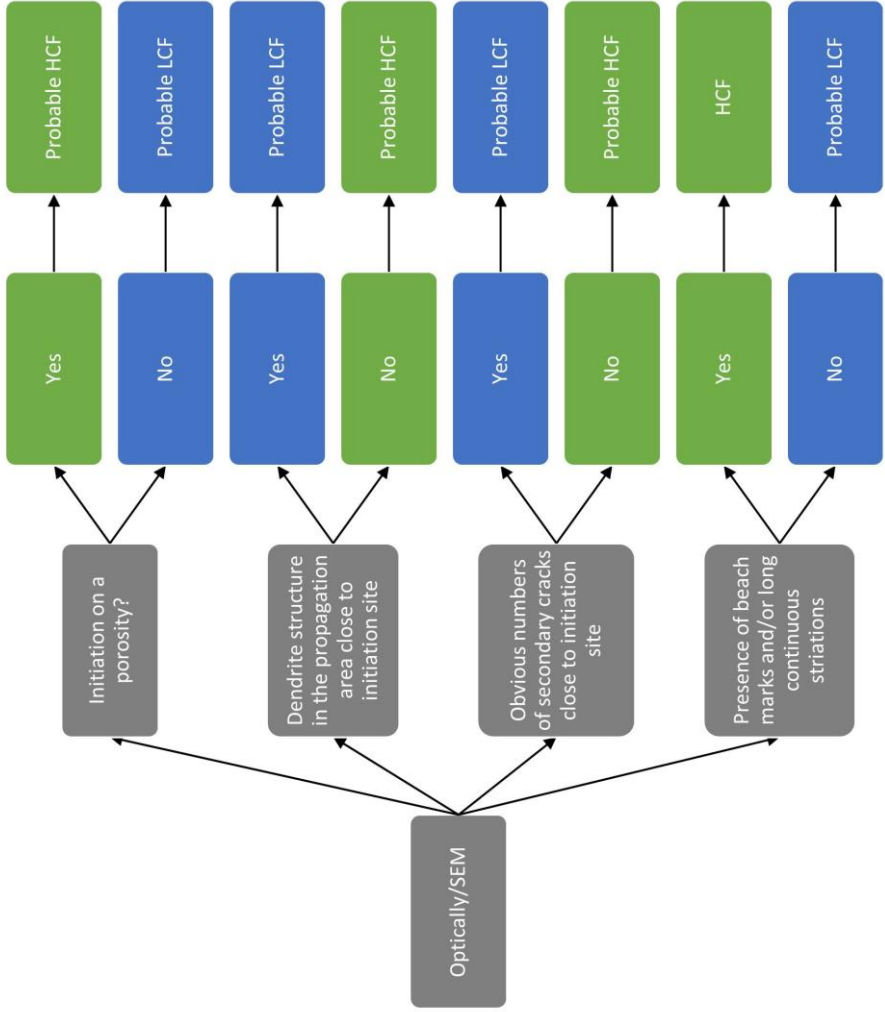 Optically/SEM
Initiation on a
porosity?
Dendrite structure
in the propagation
area close to
initiation site
Obvious numbers
of secondary cracks
close to initiation
site
Presence of beach
marks and/or long
continuous
striations
Yes
No
Yes
No
Yes
No
Yes
No
Probable HCF
Probable LCF
Probable LCF
Probable HCF
Probable LCF
Probable HCF
HCF
Probable LCF